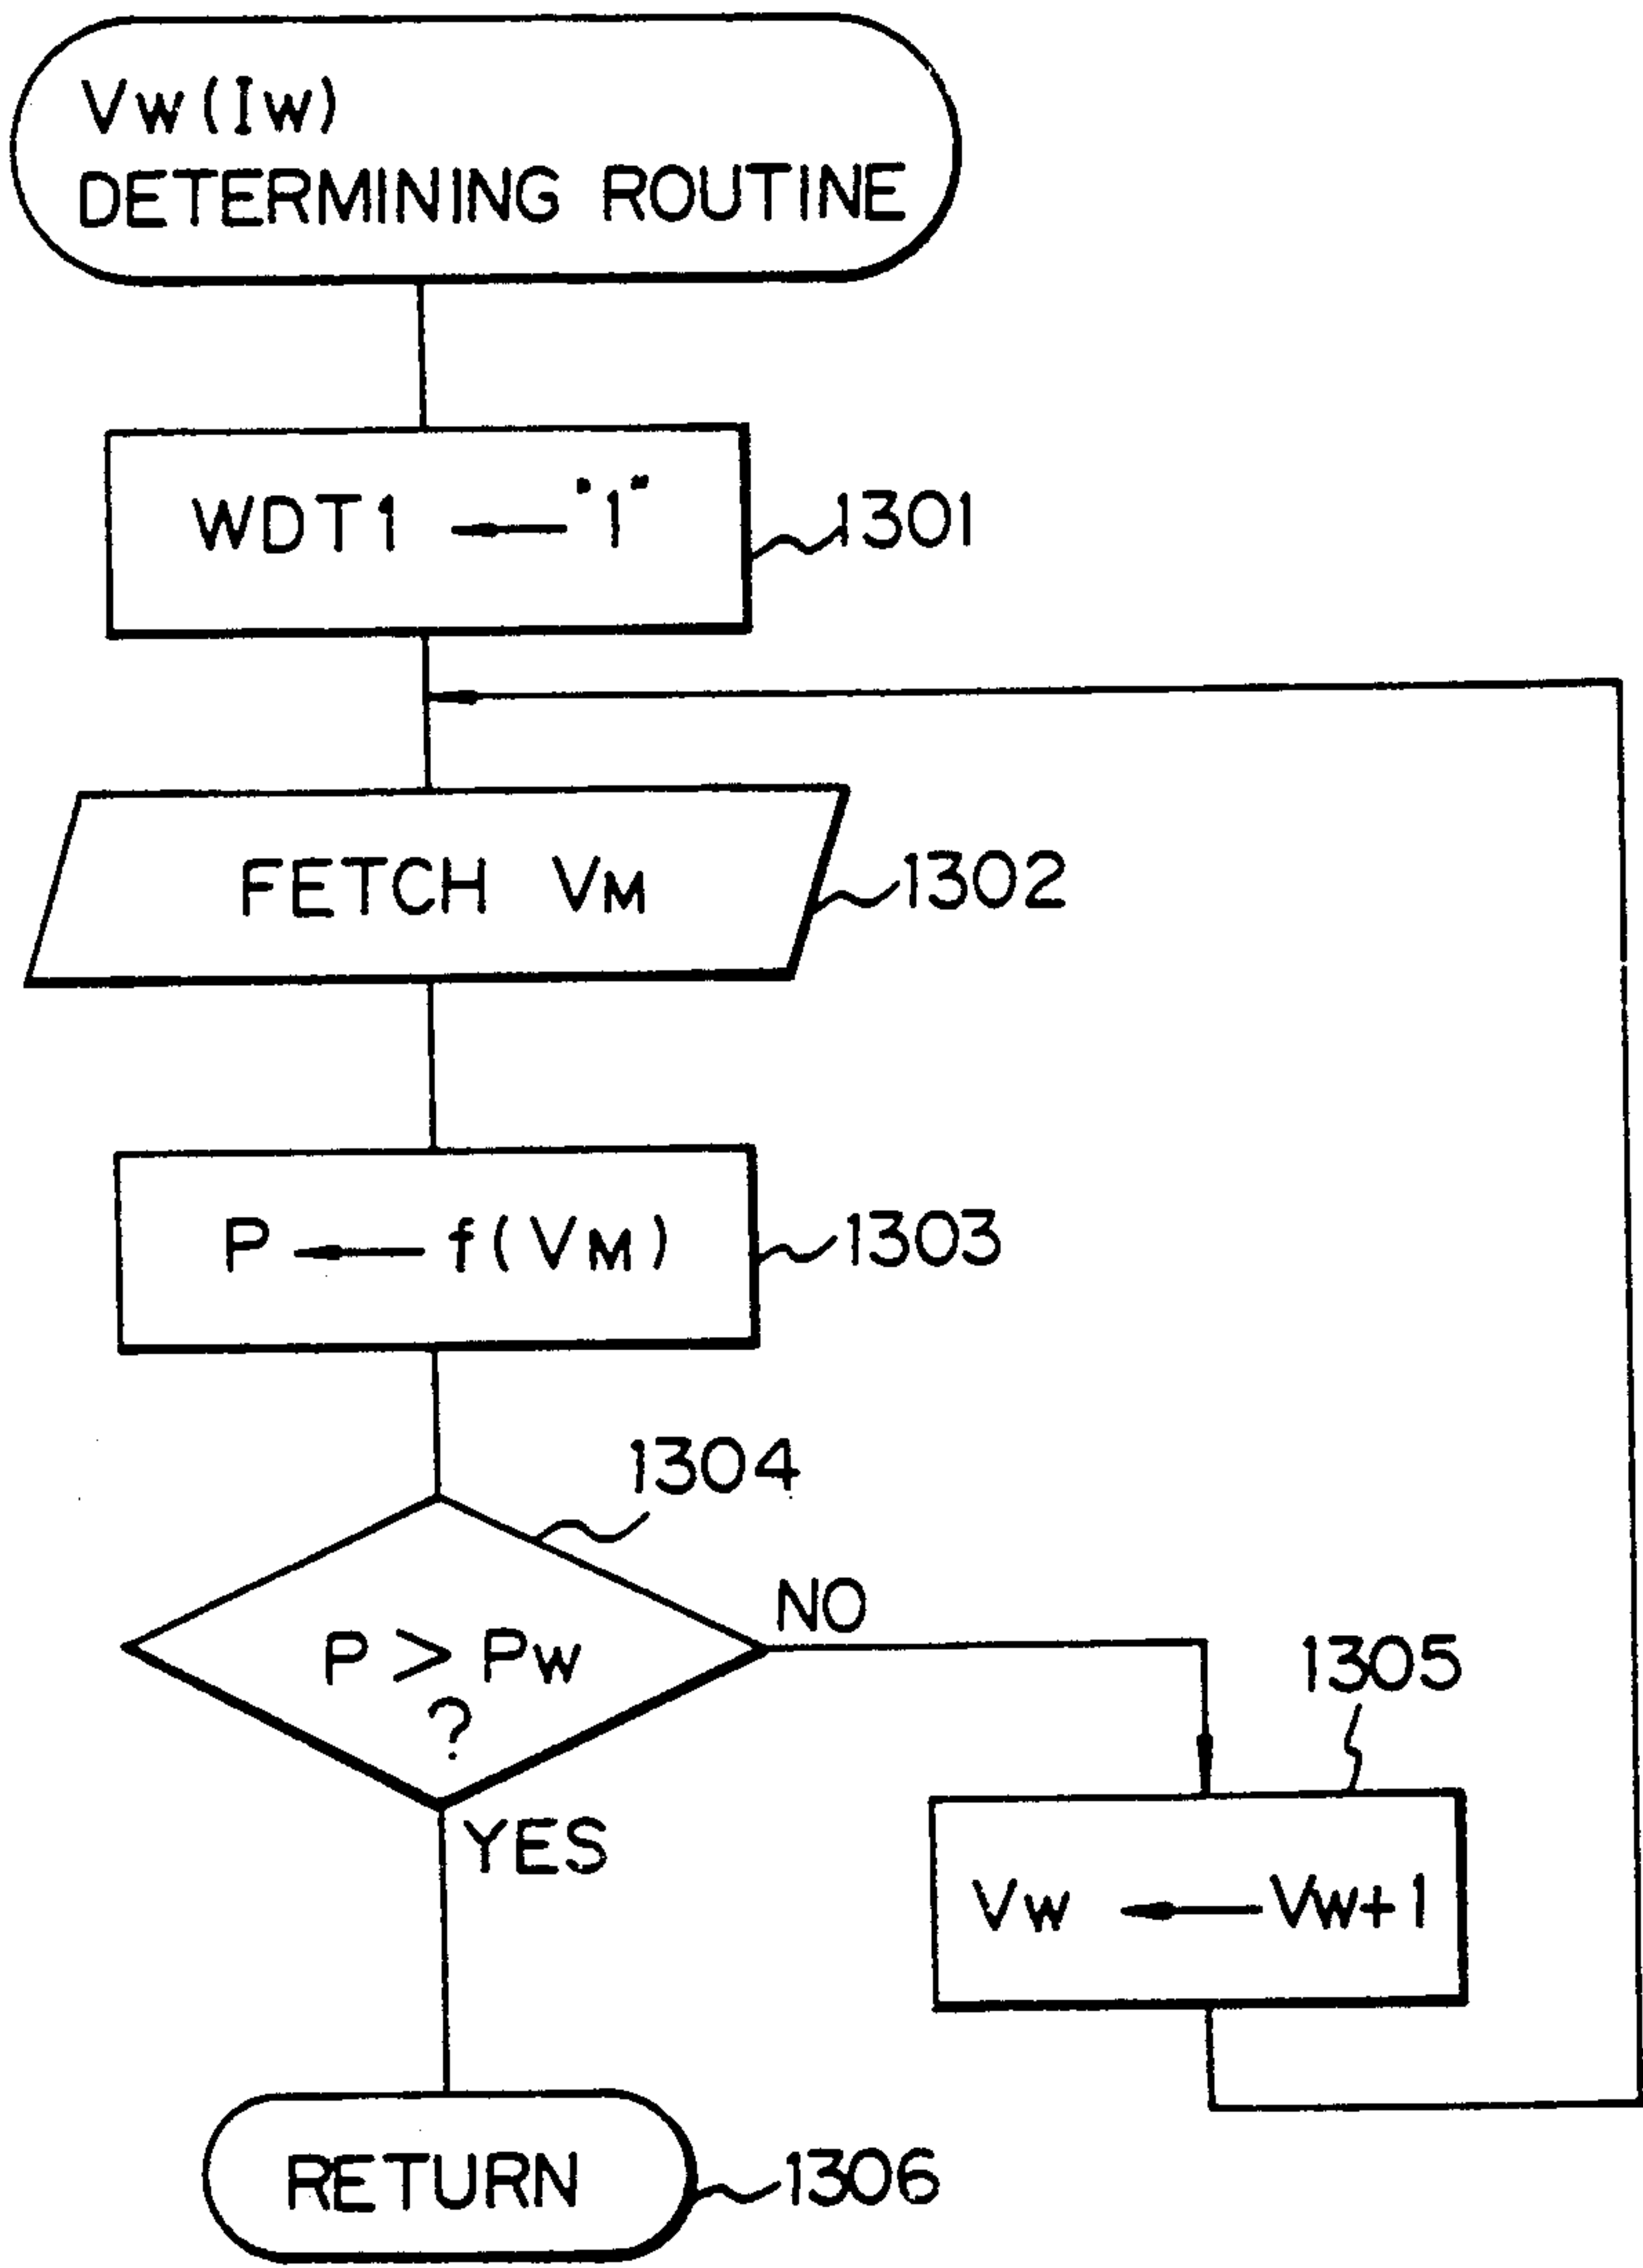 Vw(Iw)
DETERMINING ROUTINE
WDT1 ← "1"
1301
FETCH VM
1302
P ← f(VM)
1303
1304
P > Pw
?
NO
YES
1305
Vw ← Vw+1
RETURN
1306